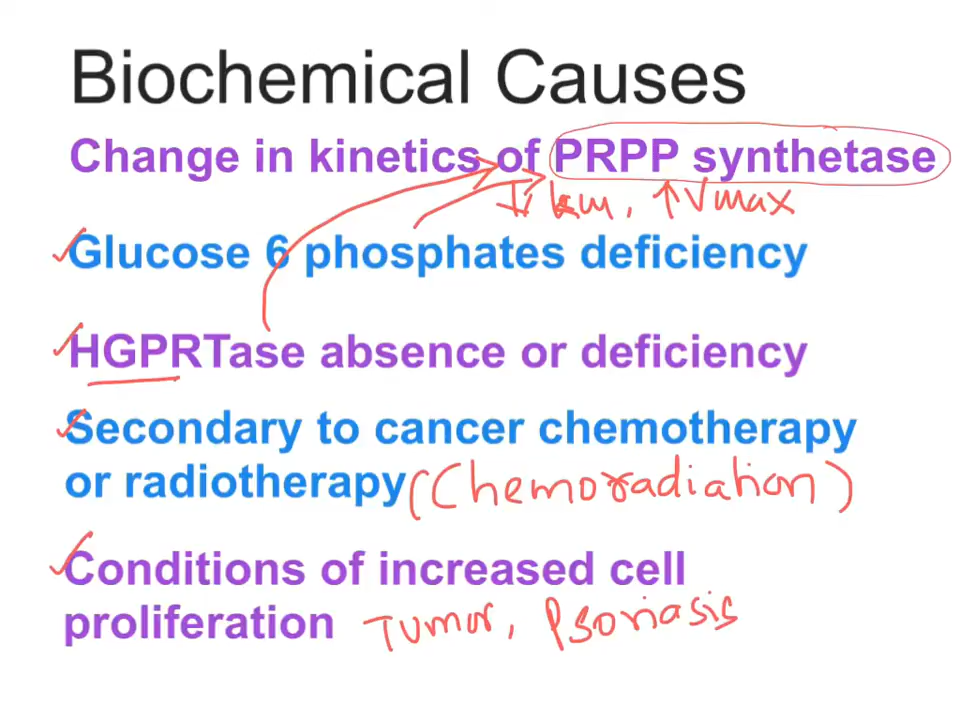 Biochemical Causes
Change in kinetics of PRPP synthetase
↓ km, ↑ Vmax
Glucose 6 phosphates deficiency
HGPRTase absence or deficiency
Secondary to cancer chemotherapy
or radiotherapy (Chemoradiation)
Conditions of increased cell
proliferation Tumor, Psoriasis